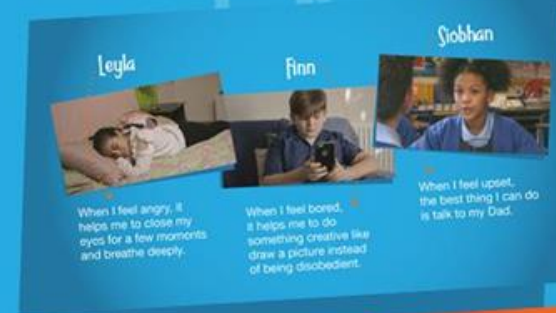 Leyla
When I feel angry, it
helps me to close my
eyes for a few moments
and breathe deeply.
Finn
When I feel bored,
it helps me to do
something creative like
draw a picture instead
of being disobedient.
Siobhan
When I feel upset,
the best thing I can do
is talk to my Dad.